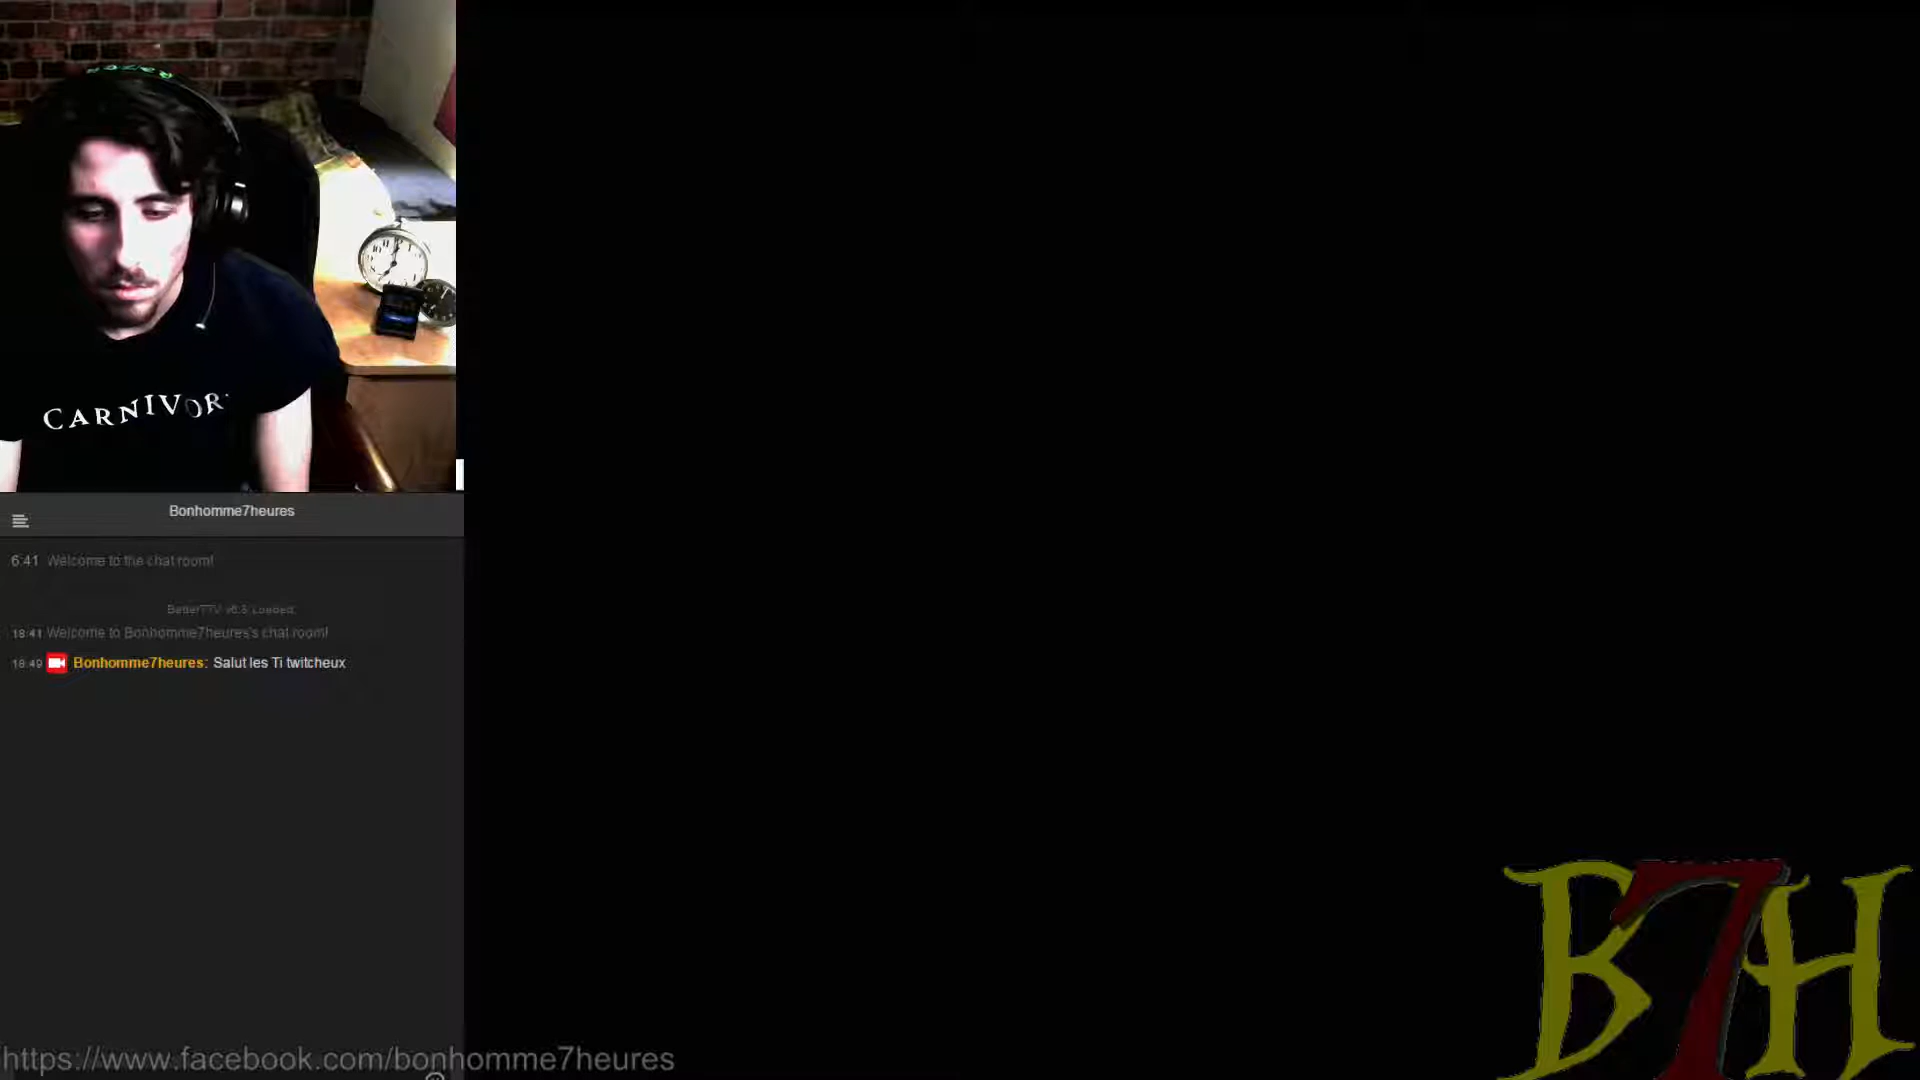 RAZER
CARNIVOR
Bonhomme7heures
6:41 Welcome to the chat room!
BetterTTV v6.8 Loaded.
18:41 Welcome to Bonhomme7heures's chat room!
18:49 Bonhomme7heures: Salut les Ti twitcheux
https://www.facebook.com/bonhomme7heures
B7H